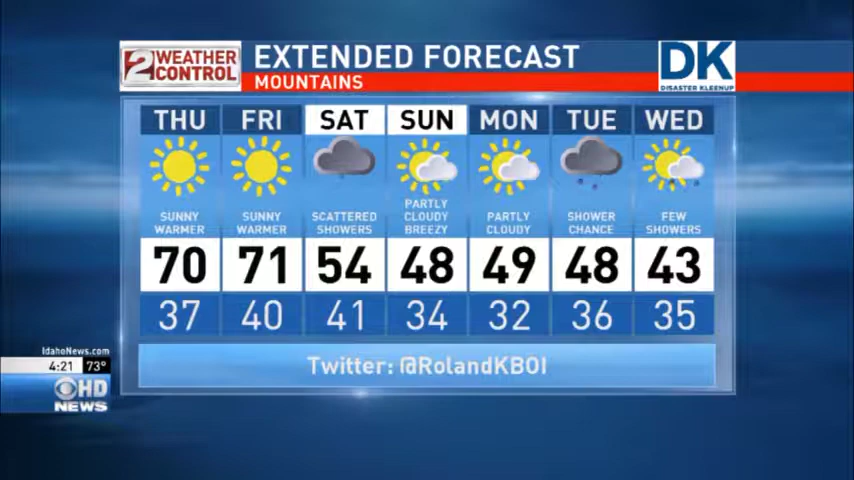 2 WEATHER CONTROL
EXTENDED FORECAST
MOUNTAINS
DK
DISASTER KLEENUP
THU FRI SAT SUN MON TUE WED
SUNNY WARMER
SUNNY WARMER
SCATTERED SHOWERS
PARTLY CLOUDY BREEZY
PARTLY CLOUDY
SHOWER CHANCE
FEW SHOWERS
70 71 54 48 49 48 43
37 40 41 34 32 36 35
Twitter: @RolandKBOI
IdahoNews.com
4:21 73°
HD
NEWS